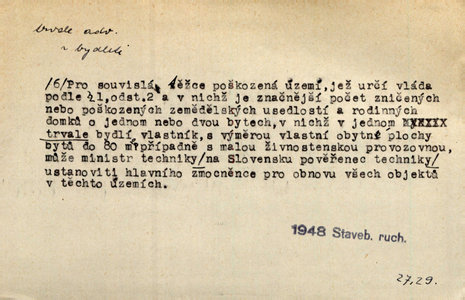 trvale adv.
z bydleti
/6/Pro souvislá těžce poškozená území,jež určí vláda
podle §1,odst.2 a v nichž je značnější počet zničených
nebo poškozených zemědělských usedlostí a rodinných
domků o jednom nebo dvou bytech,v nichž v jednom XXXXXX
trvale bydlí vlastník,s výměrou vlastní obytné plochy
bytů do 80 m² případně s malou živnostenskou provozovnou,
může ministr techniky/na Slovensku pověřenec techniky/
ustanoviti hlavního zmocněnce pro obnovu všech objektů
v těchto územích.
1948 Staveb. ruch.
27,29.